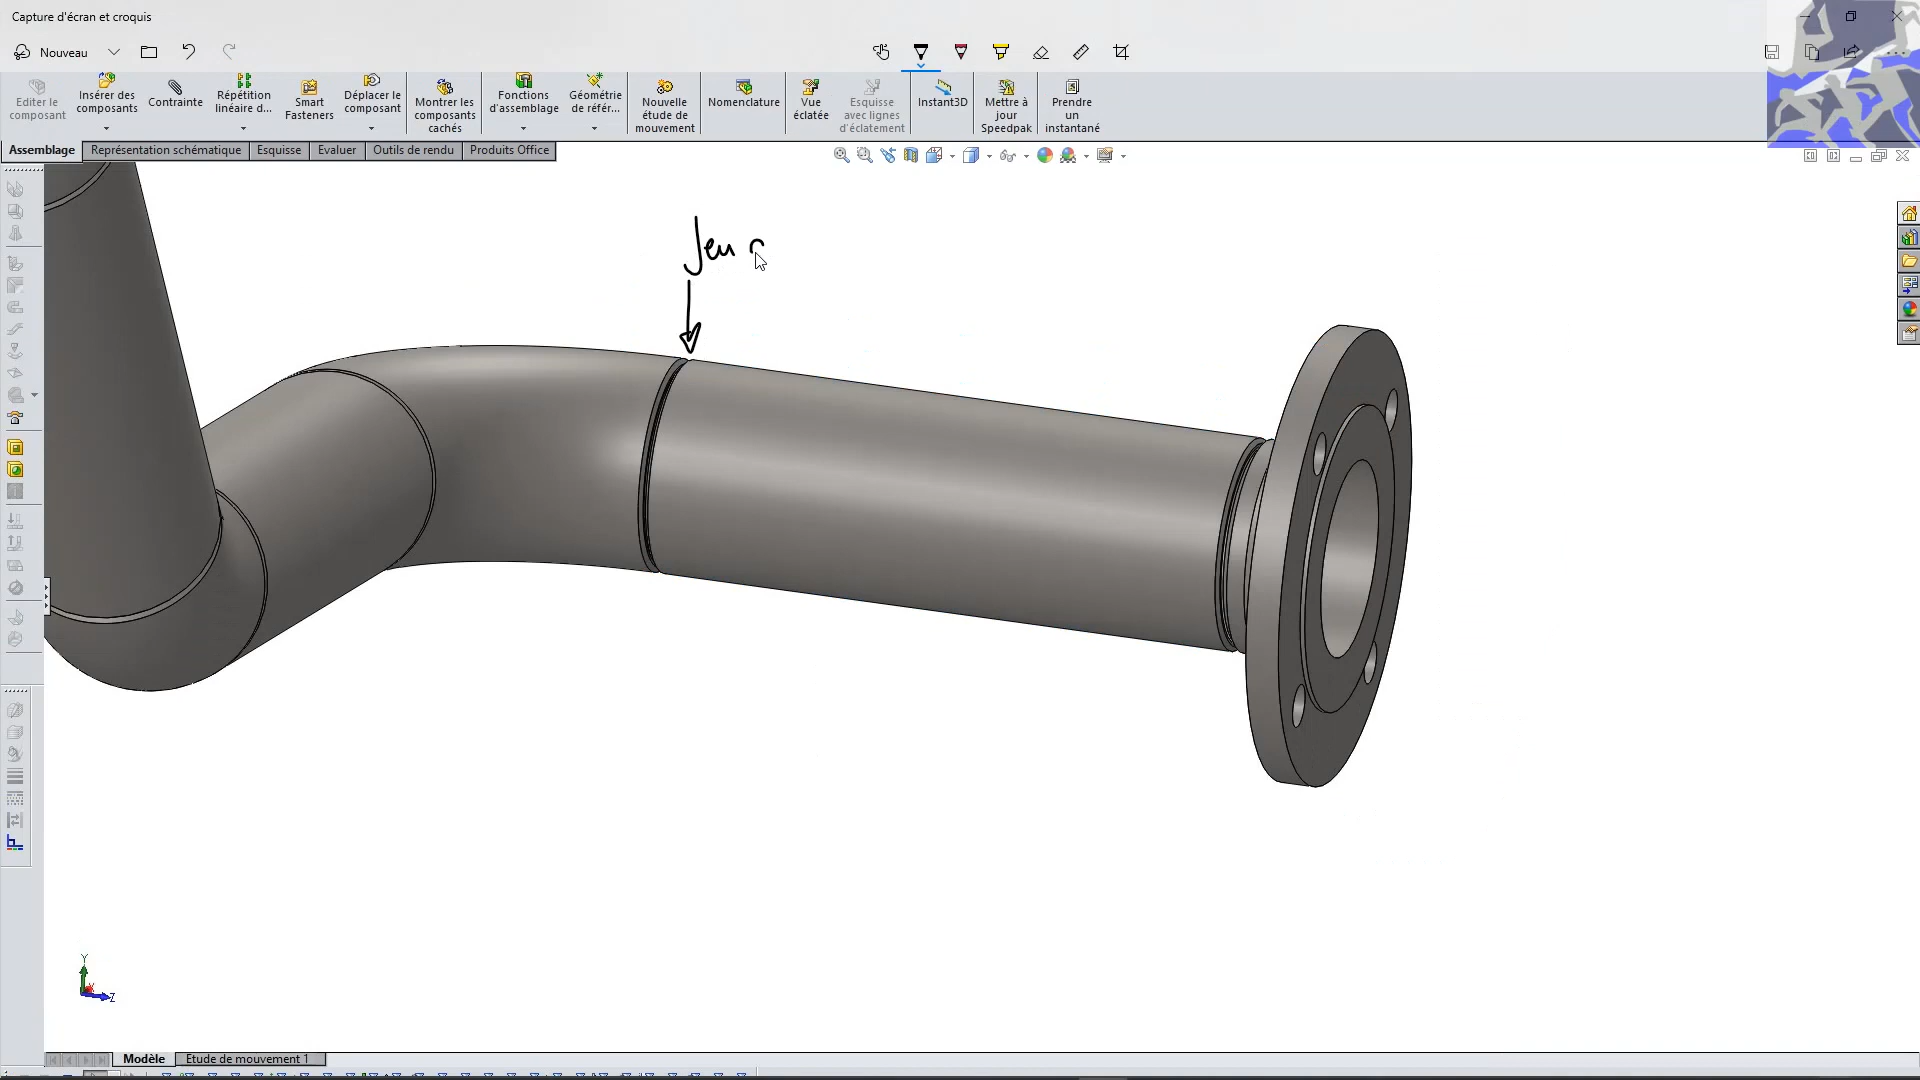 Capture d'écran et croquis
Nouveau
Editer le
composant
Insérer des
composants
Contrainte
Répétition
linéaire d...
Smart
Fasteners
Déplacer le
composant
Montrer les
composants
cachés
Fonctions
d'assemblage
Géométrie
de référ...
Nouvelle
étude de
mouvement
Nomenclature
Vue
éclatée
Esquisse
avec lignes
d'éclatement
Instant3D
Mettre à
jour
Speedpak
Prendre
un
instantané
Assemblage
Représentation schématique
Esquisse
Evaluer
Outils de rendu
Produits Office
Jeu
Y
Z
Modèle
Etude de mouvement 1